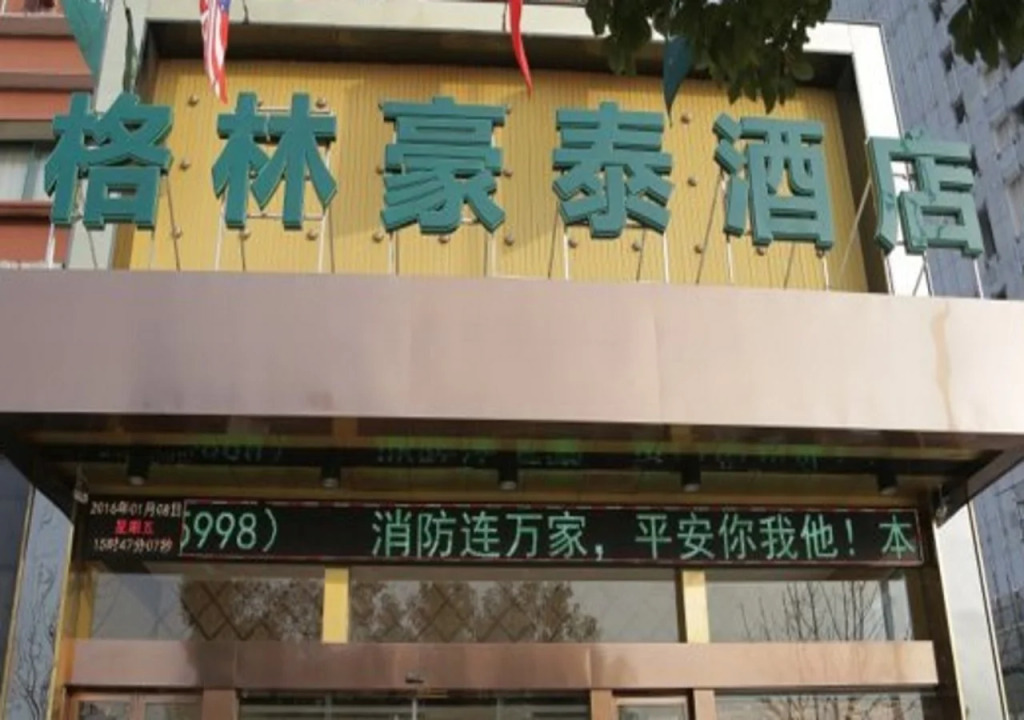 格林豪泰酒店
2016年01月08日
星期五
15时47分07秒
5998） 消防连万家，平安你我他！本